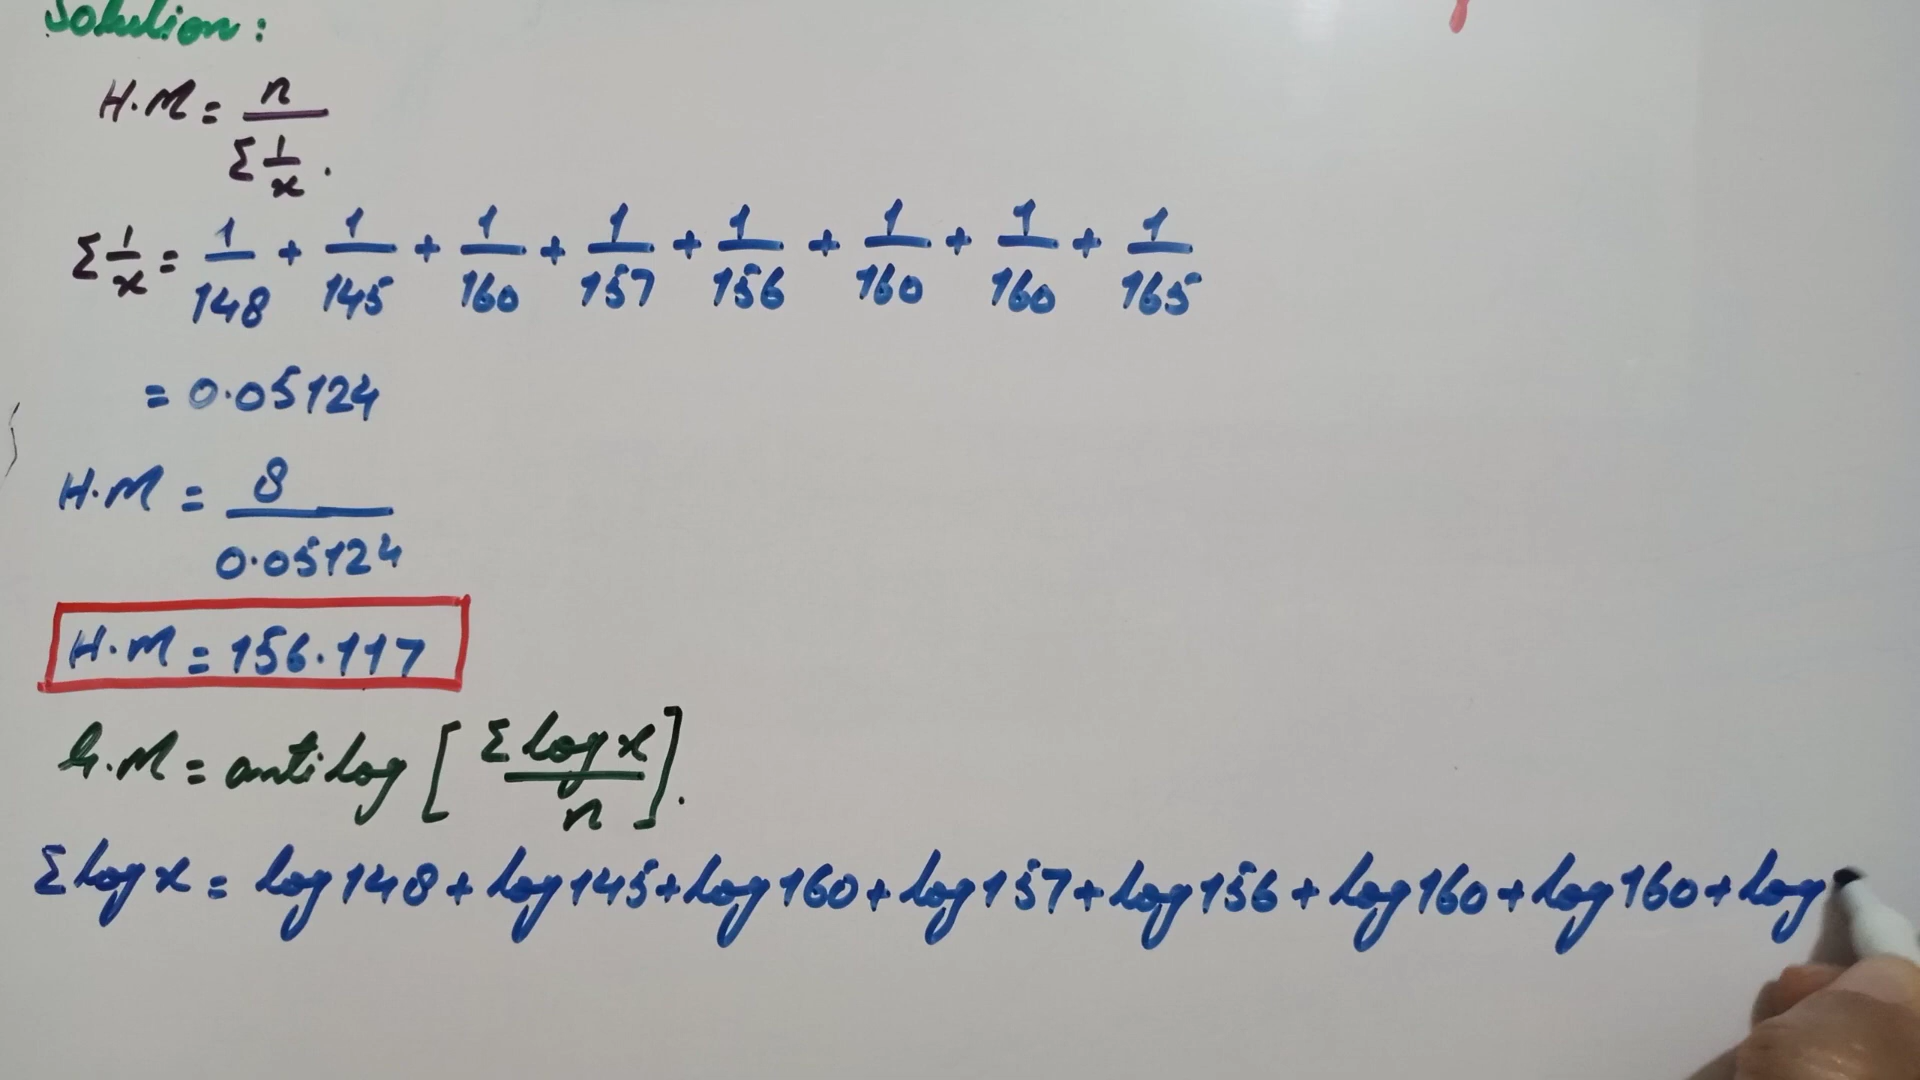 Solution:
H.M = n / Σ 1/x .
Σ 1/x = 1/148 + 1/145 + 1/160 + 1/157 + 1/156 + 1/160 + 1/160 + 1/165
= 0.05124
H.M = 8 / 0.05124
H.M = 156.117
G.M = antilog [ Σ log x / n ].
Σ log x = log 148 + log 145 + log 160 + log 157 + log 156 + log 160 + log 160 + log